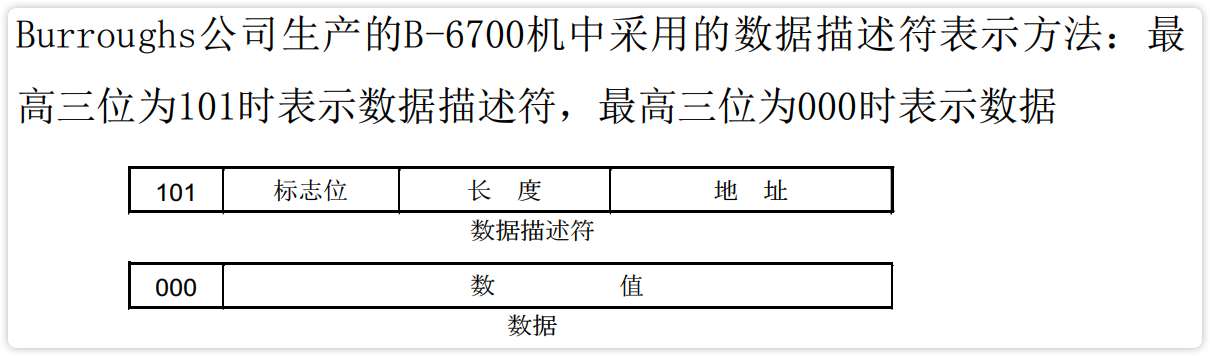 Burroughs公司生产的B-6700机中采用的数据描述符表示方法：最
高三位为101时表示数据描述符，最高三位为000时表示数据
101 标志位 长 度 地 址
数据描述符
000 数 值
数据